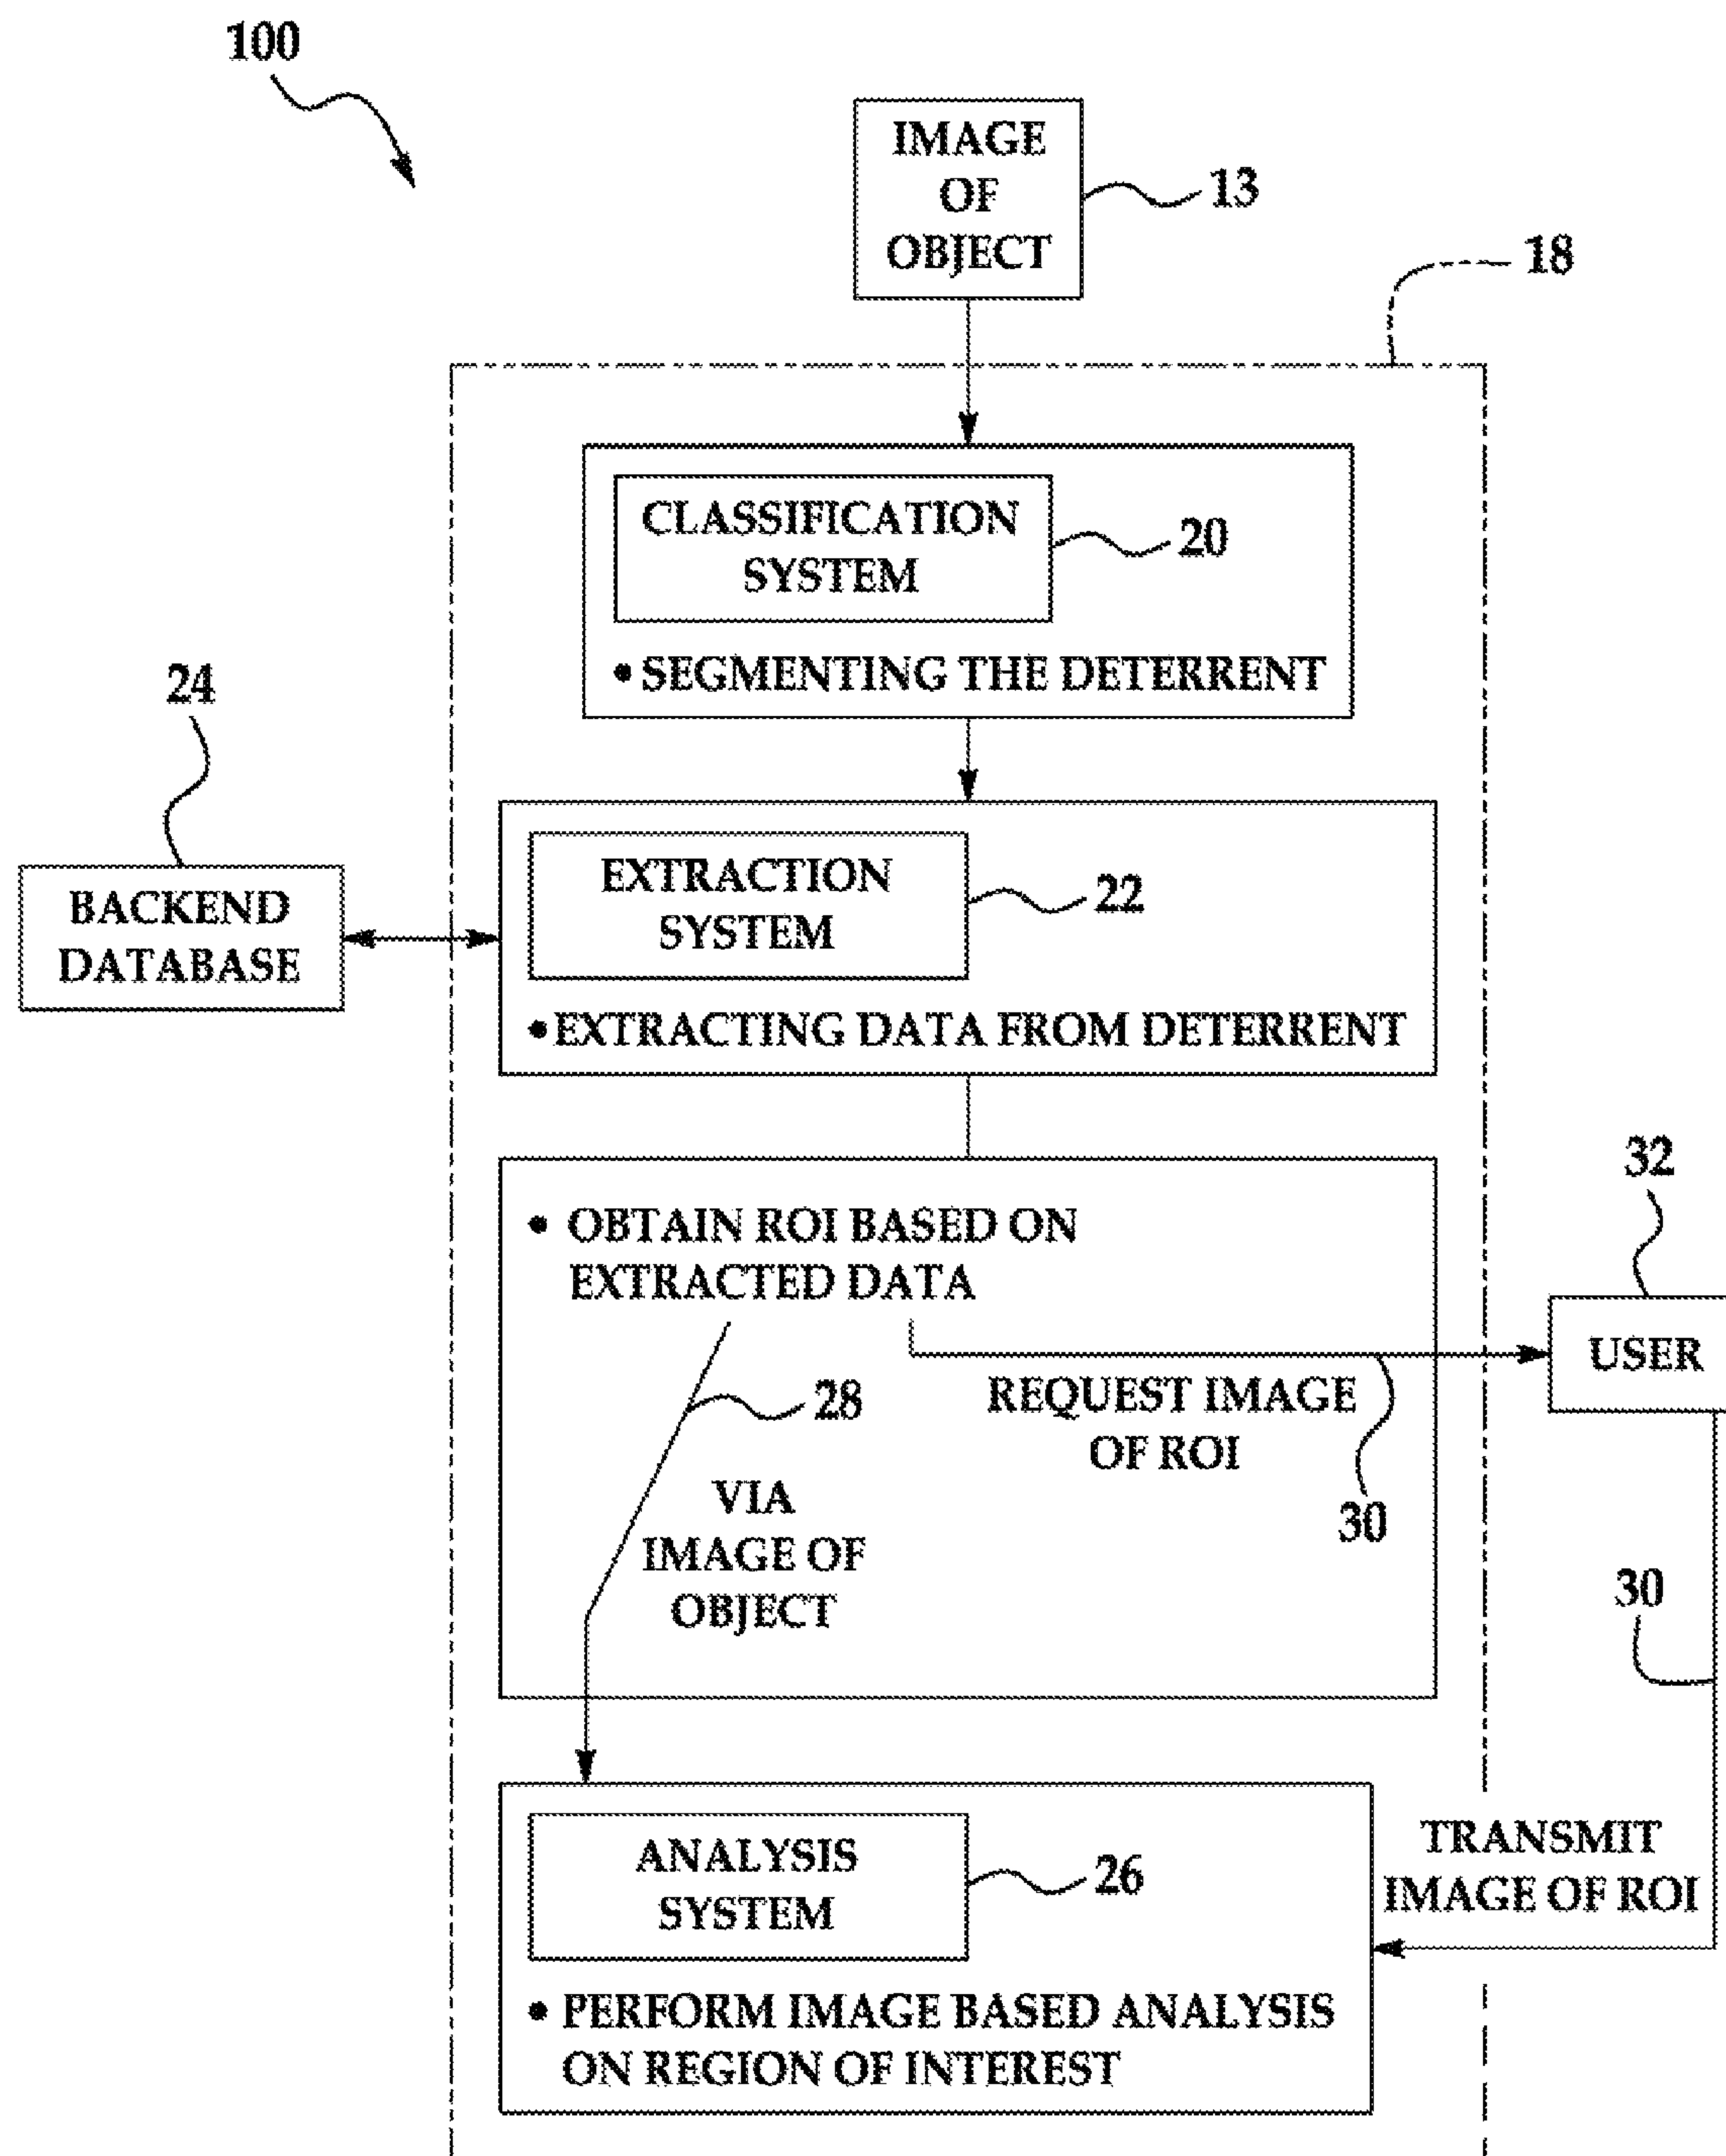 100
IMAGE
OF
OBJECT
13
18
CLASSIFICATION
SYSTEM
20
• SEGMENTING THE DETERRENT
24
BACKEND
DATABASE
EXTRACTION
SYSTEM
22
• EXTRACTING DATA FROM DETERRENT
• OBTAIN ROI BASED ON
EXTRACTED DATA
32
USER
28
REQUEST IMAGE
OF ROI
30
VIA
IMAGE OF
OBJECT
30
ANALYSIS
SYSTEM
26
TRANSMIT
IMAGE OF ROI
• PERFORM IMAGE BASED ANALYSIS
ON REGION OF INTEREST